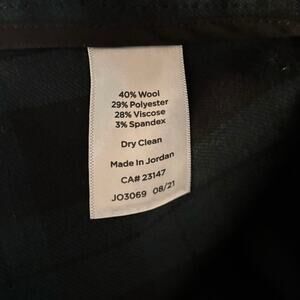 40% Wool
29% Polyester
28% Viscose
3% Spandex
Dry Clean
Made In Jordan
CA# 23147
JO3069 08/21